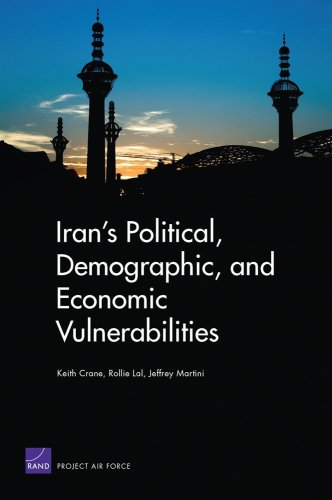 Iran's Political,
Demographic, and
Economic
Vulnerabilities
Keith Crane, Rollie Lal, Jeffrey Martini
RAND
PROJECT AIR FORCE